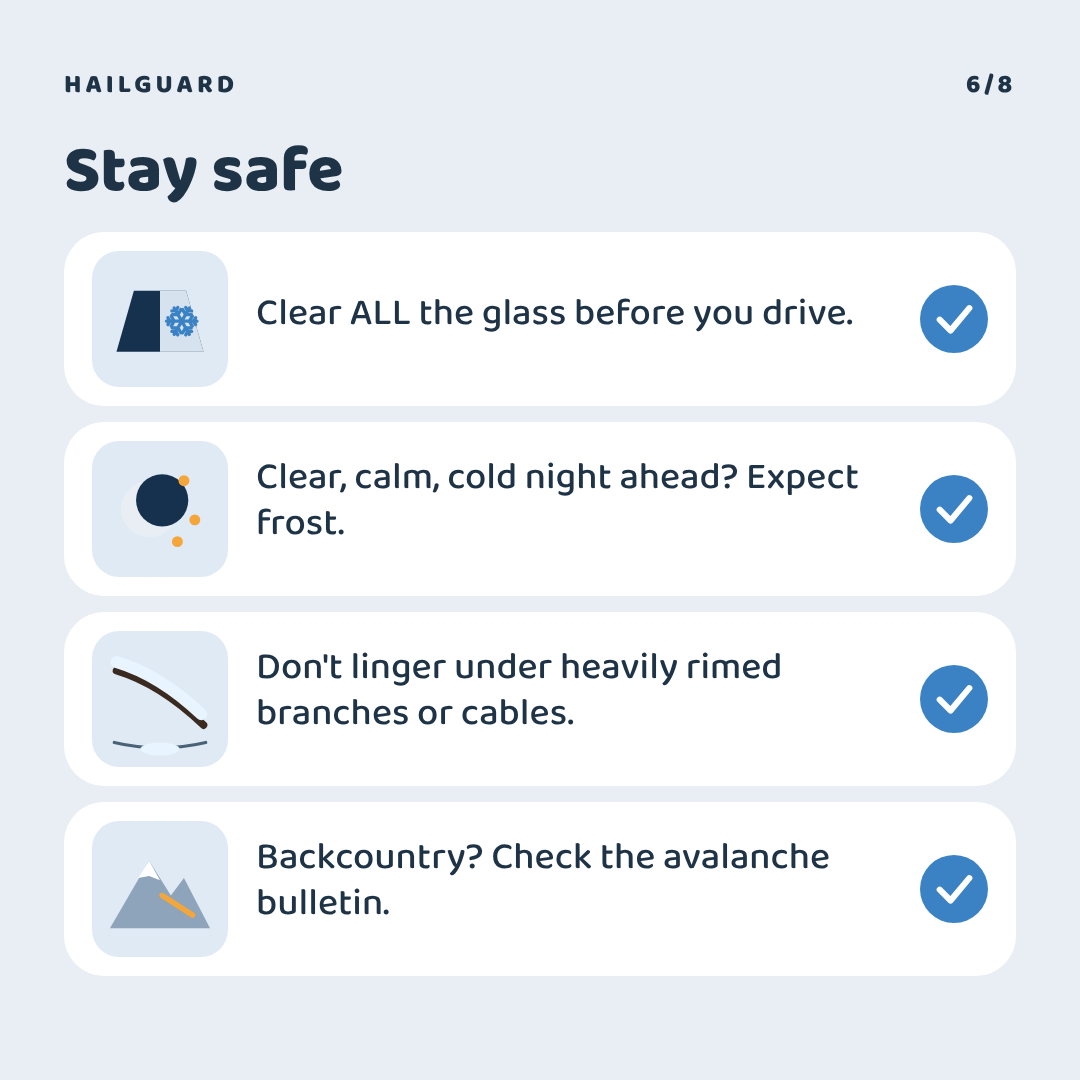 HAILGUARD
6/8
Stay safe
Clear ALL the glass before you drive.
Clear, calm, cold night ahead? Expect
frost.
Don't linger under heavily rimed
branches or cables.
Backcountry? Check the avalanche
bulletin.